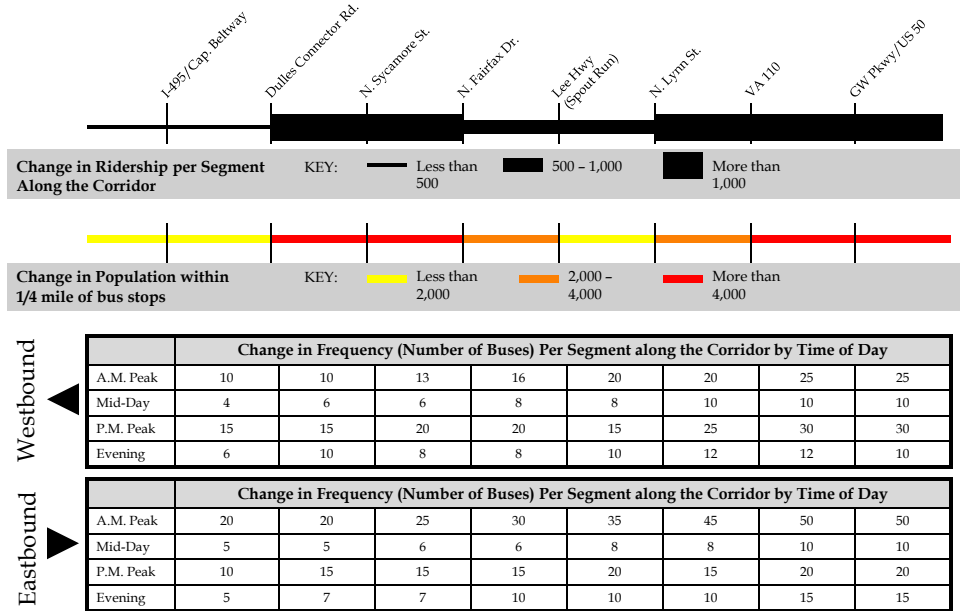 I-495/Cap. Beltway
Dulles Connector Rd.
N. Sycamore St.
N. Fairfax Dr.
Lee Hwy
(Spout Run)
N. Lynn St.
VA 110
GW Pkwy/US 50
Change in Ridership per Segment
Along the Corridor
KEY:
Less than
500
500 – 1,000
More than
1,000
Change in Population within
1/4 mile of bus stops
KEY:
Less than
2,000
2,000 –
4,000
More than
4,000
Westbound
Change in Frequency (Number of Buses) Per Segment along the Corridor by Time of Day
A.M. Peak 10 10 13 16 20 20 25 25
Mid-Day 4 6 6 8 8 10 10 10
P.M. Peak 15 15 20 20 15 25 30 30
Evening 6 10 8 8 10 12 12 10
Eastbound
Change in Frequency (Number of Buses) Per Segment along the Corridor by Time of Day
A.M. Peak 20 20 25 30 35 45 50 50
Mid-Day 5 5 6 6 8 8 10 10
P.M. Peak 10 15 15 15 20 15 20 20
Evening 5 7 7 10 10 10 15 15